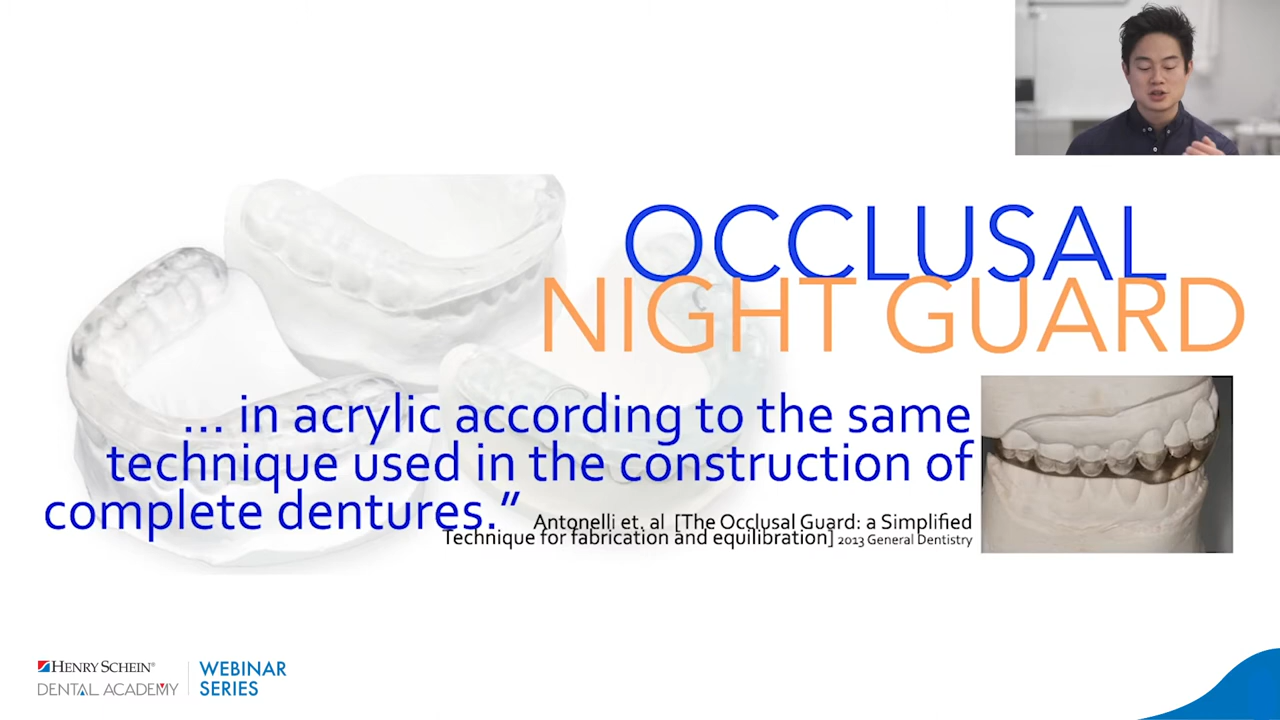 OCCLUSAL
NIGHT GUARD
... in acrylic according to the same
technique used in the construction of
complete dentures.” Antonelli et. al [The Occlusal Guard: a Simplified
Technique for fabrication and equilibration] 2013 General Dentistry
HENRY SCHEIN®
DENTAL ACADEMY
WEBINAR
SERIES